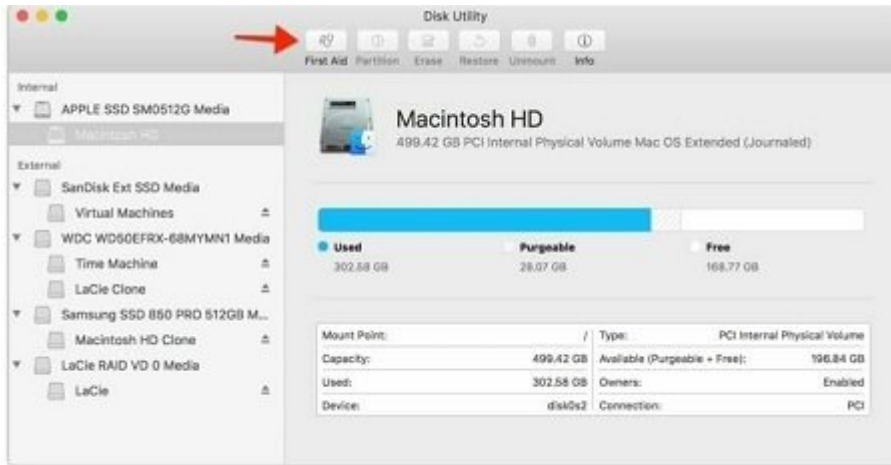 Disk Utility
First Aid Partition Erase Restore Unmount Info
Internal
APPLE SSD SM0512G Media
Macintosh HD
External
SanDisk Ext SSD Media
Virtual Machines
WDC WD50EFRX-68MYMN1 Media
Time Machine
LaCie Clone
Samsung SSD 850 PRO 512GB M...
Macintosh HD Clone
LaCie RAID VD 0 Media
LaCie
Macintosh HD
499.42 GB PCI Internal Physical Volume Mac OS Extended (Journaled)
Used Purgeable Free
302.58 GB 28.07 GB 168.77 GB
Mount Point: / Type: PCI Internal Physical Volume
Capacity: 499.42 GB Available (Purgeable + Free): 196.84 GB
Used: 302.58 GB Owners: Enabled
Device: disk0s2 Connection: PCI